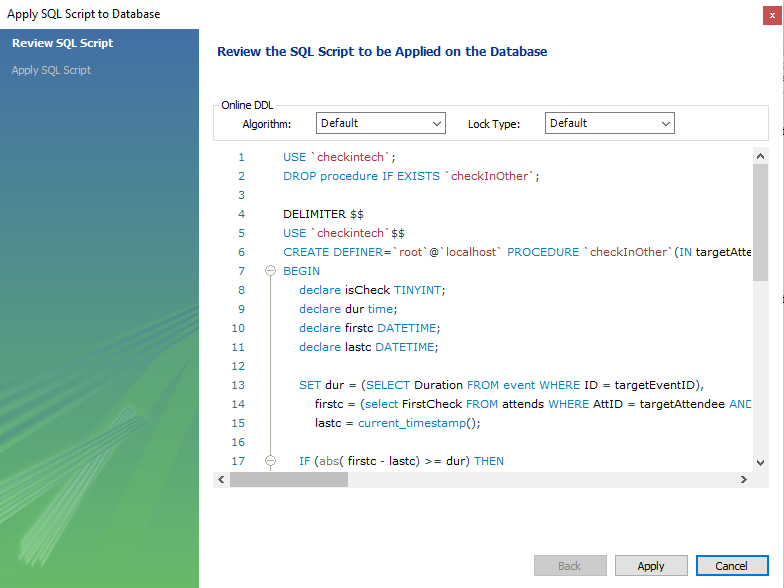 Apply SQL Script to Database
x
Review SQL Script
Apply SQL Script
Review the SQL Script to be Applied on the Database
Online DDL
Algorithm: Default Lock Type: Default
1 USE `checkintech`;
2 DROP procedure IF EXISTS `checkInOther`;
3
4 DELIMITER $$
5 USE `checkintech`$$
6 CREATE DEFINER=`root`@`localhost` PROCEDURE `checkInOther`(IN targetAtte
7 BEGIN
8 declare isCheck TINYINT;
9 declare dur time;
10 declare firstc DATETIME;
11 declare lastc DATETIME;
12
13 SET dur = (SELECT Duration FROM event WHERE ID = targetEventID),
14 firstc = (select FirstCheck FROM attends WHERE AttID = targetAttendee AND
15 lastc = current_timestamp();
16
17 IF (abs( firstc - lastc) >= dur) THEN
Back Apply Cancel